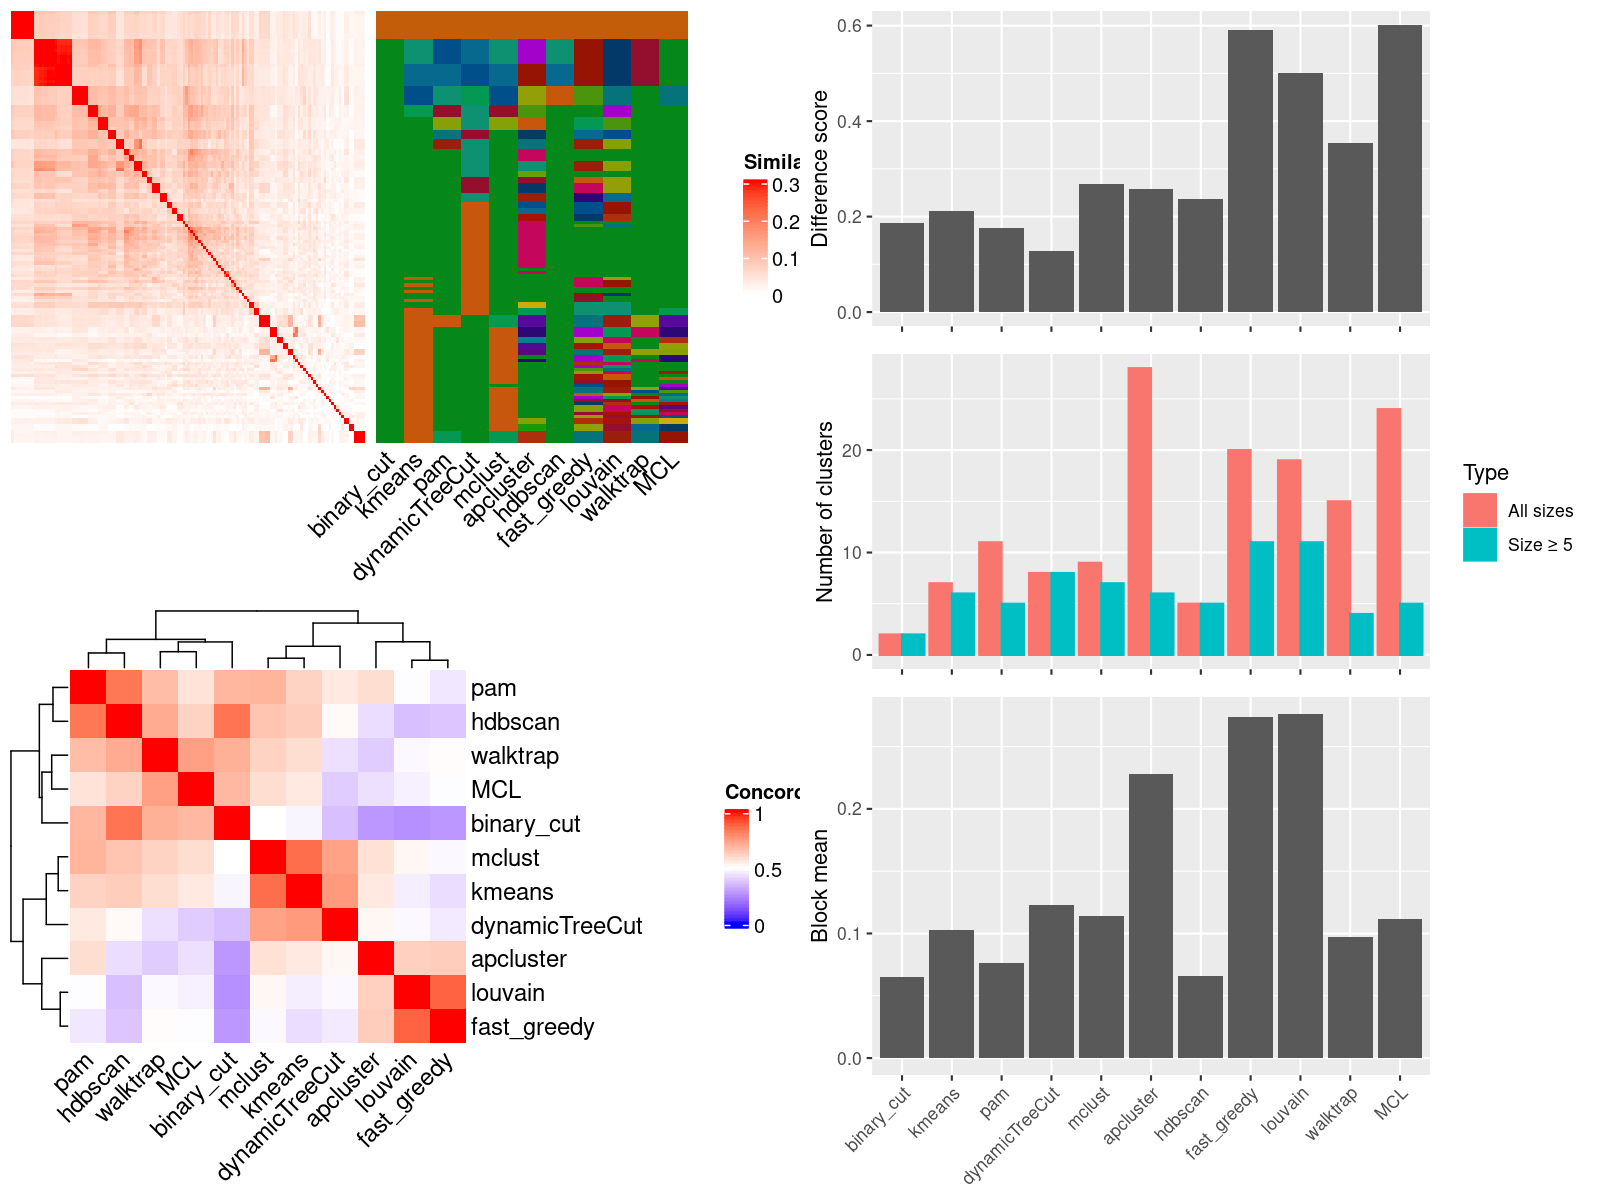 Simila
0.3
0.2
0.1
0
binary_cut
kmeans
pam
dynamicTreeCut
mclust
apcluster
hdbscan
fast_greedy
louvain
walktrap
MCL
Difference score
0.6
0.4
0.2
0.0
Number of clusters
20
10
0
Type
All sizes
Size ≥ 5
pam
hdbscan
walktrap
MCL
binary_cut
mclust
kmeans
dynamicTreeCut
apcluster
louvain
fast_greedy
pam
hdbscan
walktrap
MCL
binary_cut
mclust
kmeans
dynamicTreeCut
apcluster
louvain
fast_greedy
Concord
1
0.5
0
Block mean
0.2
0.1
0.0
binary_cut
kmeans
pam
dynamicTreeCut
mclust
apcluster
hdbscan
fast_greedy
louvain
walktrap
MCL